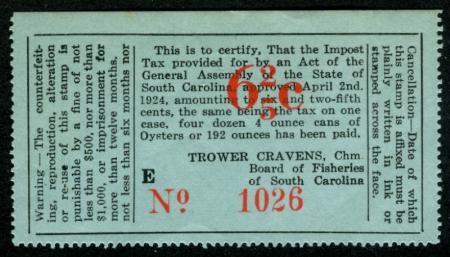 Warning—The counterfeit-
ing, reproduction, alteration
or re-use of this stamp is
punishable by a fine of not
less than $500, nor more than
$1,000, or imprisonment for
not less than six months nor
more than twelve months.
This is to certify, That the Impost
Tax provided for by an Act of the
General Assembly of the State of
South Carolina approved April 2nd.
1924, amounting to six and two-fifth
cents, the same being the tax on one
case, four dozen 4 ounce cans of
Oysters or 192 ounces has been paid.
6 2/5 c
TROWER CRAVENS, Chm.
Board of Fisheries
of South Carolina
E
No. 1026
Cancellation—Date of which
this stamp is affixed must be
plainly written in ink or
stamped across the face.